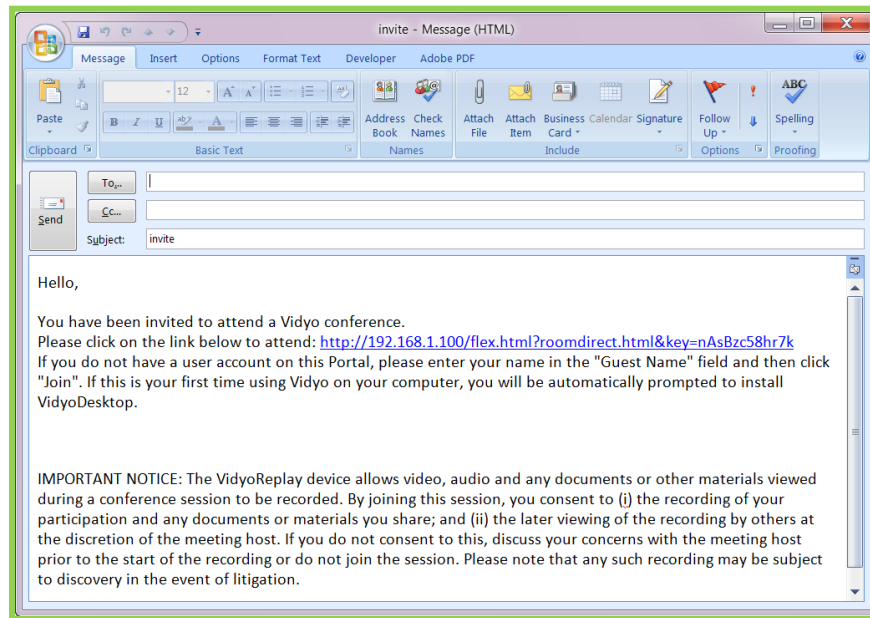 invite - Message (HTML)
Message Insert Options Format Text Developer Adobe PDF
12 A A
Paste
B I U ab A
Address Book
Check Names
Attach File
Attach Item
Business Card
Calendar
Signature
Follow Up
ABC
Spelling
Clipboard Basic Text Names Include Options Proofing
Send
To...
Cc...
Subject: invite
Hello,
You have been invited to attend a Vidyo conference.
Please click on the link below to attend: http://192.168.1.100/flex.html?roomdirect.html&key=nAsBzc58hr7k
If you do not have a user account on this Portal, please enter your name in the "Guest Name" field and then click
"Join". If this is your first time using Vidyo on your computer, you will be automatically prompted to install
VidyoDesktop.
IMPORTANT NOTICE: The VidyoReplay device allows video, audio and any documents or other materials viewed
during a conference session to be recorded. By joining this session, you consent to (i) the recording of your
participation and any documents or materials you share; and (ii) the later viewing of the recording by others at
the discretion of the meeting host. If you do not consent to this, discuss your concerns with the meeting host
prior to the start of the recording or do not join the session. Please note that any such recording may be subject
to discovery in the event of litigation.